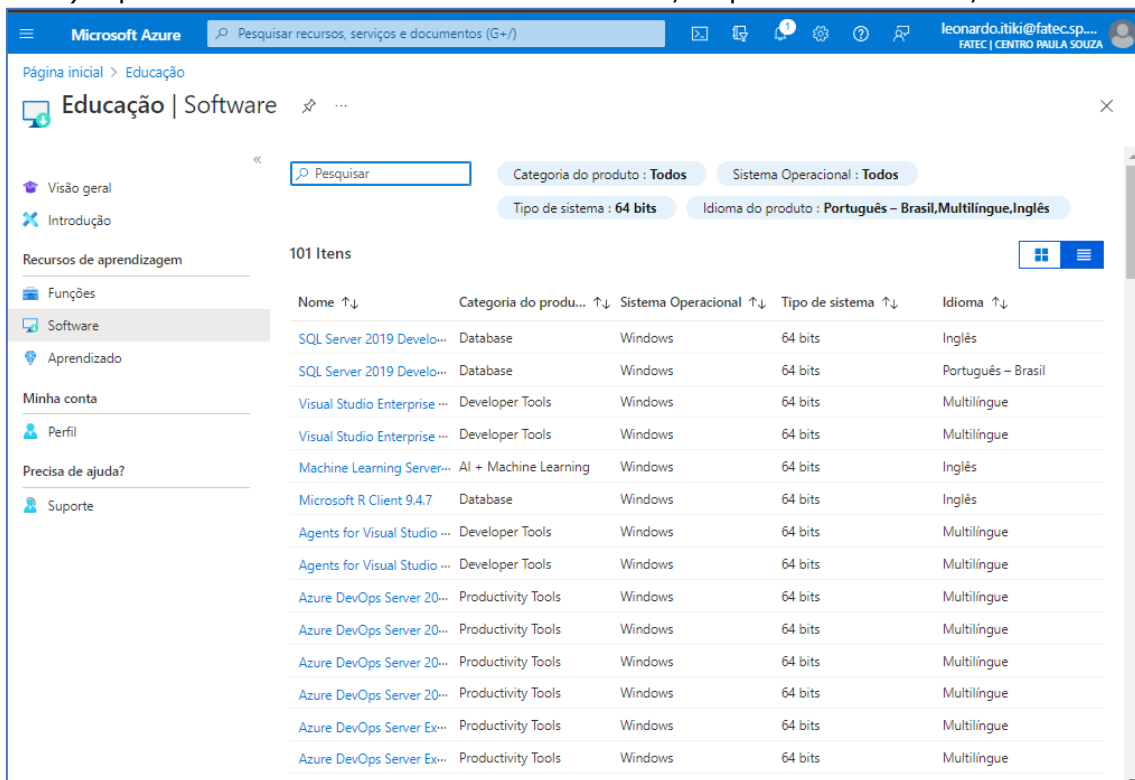 Microsoft Azure
Pesquisar recursos, serviços e documentos (G+/)
1
leonardo.itiki@fatec.sp....
FATEC | CENTRO PAULA SOUZA
Página inicial > Educação
Educação | Software
Visão geral
Introdução
Recursos de aprendizagem
Funções
Software
Aprendizado
Minha conta
Perfil
Precisa de ajuda?
Suporte
Pesquisar
Categoria do produto : Todos
Sistema Operacional : Todos
Tipo de sistema : 64 bits
Idioma do produto : Português – Brasil,Multilíngue,Inglês
101 Itens
Nome ↑↓ Categoria do produ... ↑↓ Sistema Operacional ↑↓ Tipo de sistema ↑↓ Idioma ↑↓
SQL Server 2019 Develo... Database Windows 64 bits Inglês
SQL Server 2019 Develo... Database Windows 64 bits Português – Brasil
Visual Studio Enterprise ... Developer Tools Windows 64 bits Multilíngue
Visual Studio Enterprise ... Developer Tools Windows 64 bits Multilíngue
Machine Learning Server... AI + Machine Learning Windows 64 bits Inglês
Microsoft R Client 9.4.7 Database Windows 64 bits Inglês
Agents for Visual Studio ... Developer Tools Windows 64 bits Multilíngue
Agents for Visual Studio ... Developer Tools Windows 64 bits Multilíngue
Azure DevOps Server 20... Productivity Tools Windows 64 bits Multilíngue
Azure DevOps Server 20... Productivity Tools Windows 64 bits Multilíngue
Azure DevOps Server 20... Productivity Tools Windows 64 bits Multilíngue
Azure DevOps Server 20... Productivity Tools Windows 64 bits Multilíngue
Azure DevOps Server Ex... Productivity Tools Windows 64 bits Multilíngue
Azure DevOps Server Ex... Productivity Tools Windows 64 bits Multilíngue